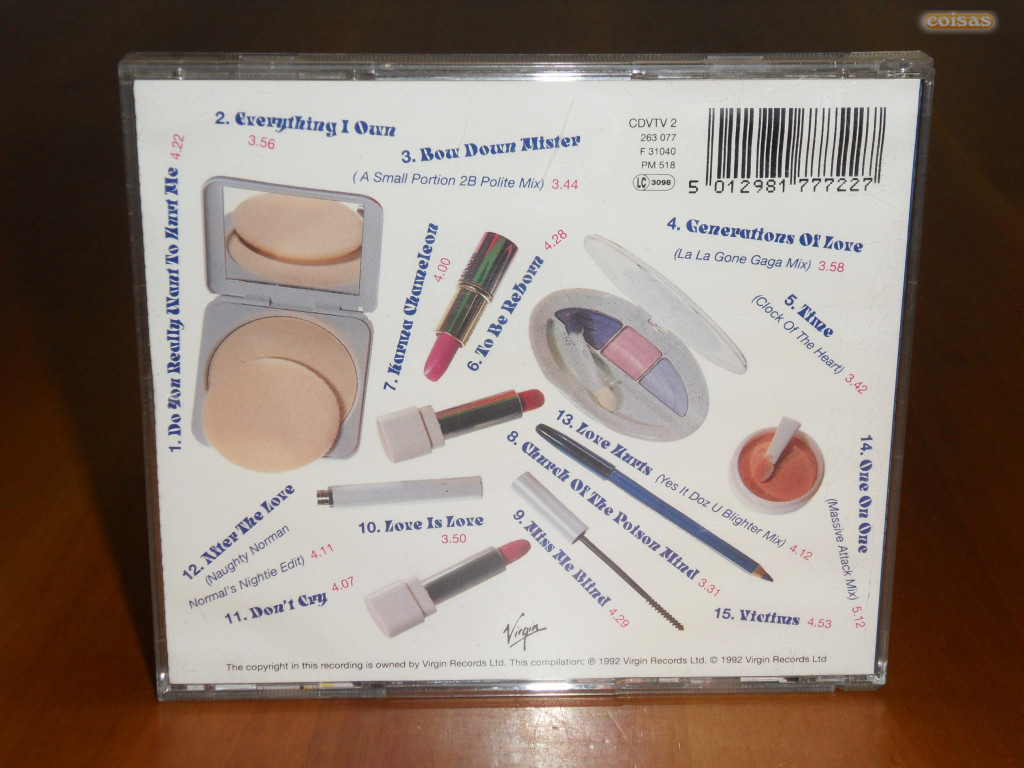 coisas
CDVTV 2
263 077
F 31040
PM 518
LC 3098
5 012981 777227
1. Do You Really Want To Hurt Me 4.22
2. Everything I Own
3.56
3. Bow Down Mister
( A Small Portion 2B Polite Mix) 3.44
4. Generations Of Love
(La La Gone Gaga Mix) 3.58
5. Time
(Clock Of The Heart)
3.42
6. To Be Reborn 4.28
7. Karma Chameleon
4.00
8. Church Of The Poison Mind 3.31
9. Miss Me Blind 4.29
10. Love Is Love
3.50
11. Don't Cry 4.07
12. After The Love
(Naughty Norman
Normal's Nightie Edit) 4.11
13. Love Hurts (Yes It Doz U Blighter Mix) 4.12
14. One On One
(Massive Attack Mix) 5.12
15. Victims 4.53
Virgin
The copyright in this recording is owned by Virgin Records Ltd. This compilation: ℗ 1992 Virgin Records Ltd. © 1992 Virgin Records Ltd